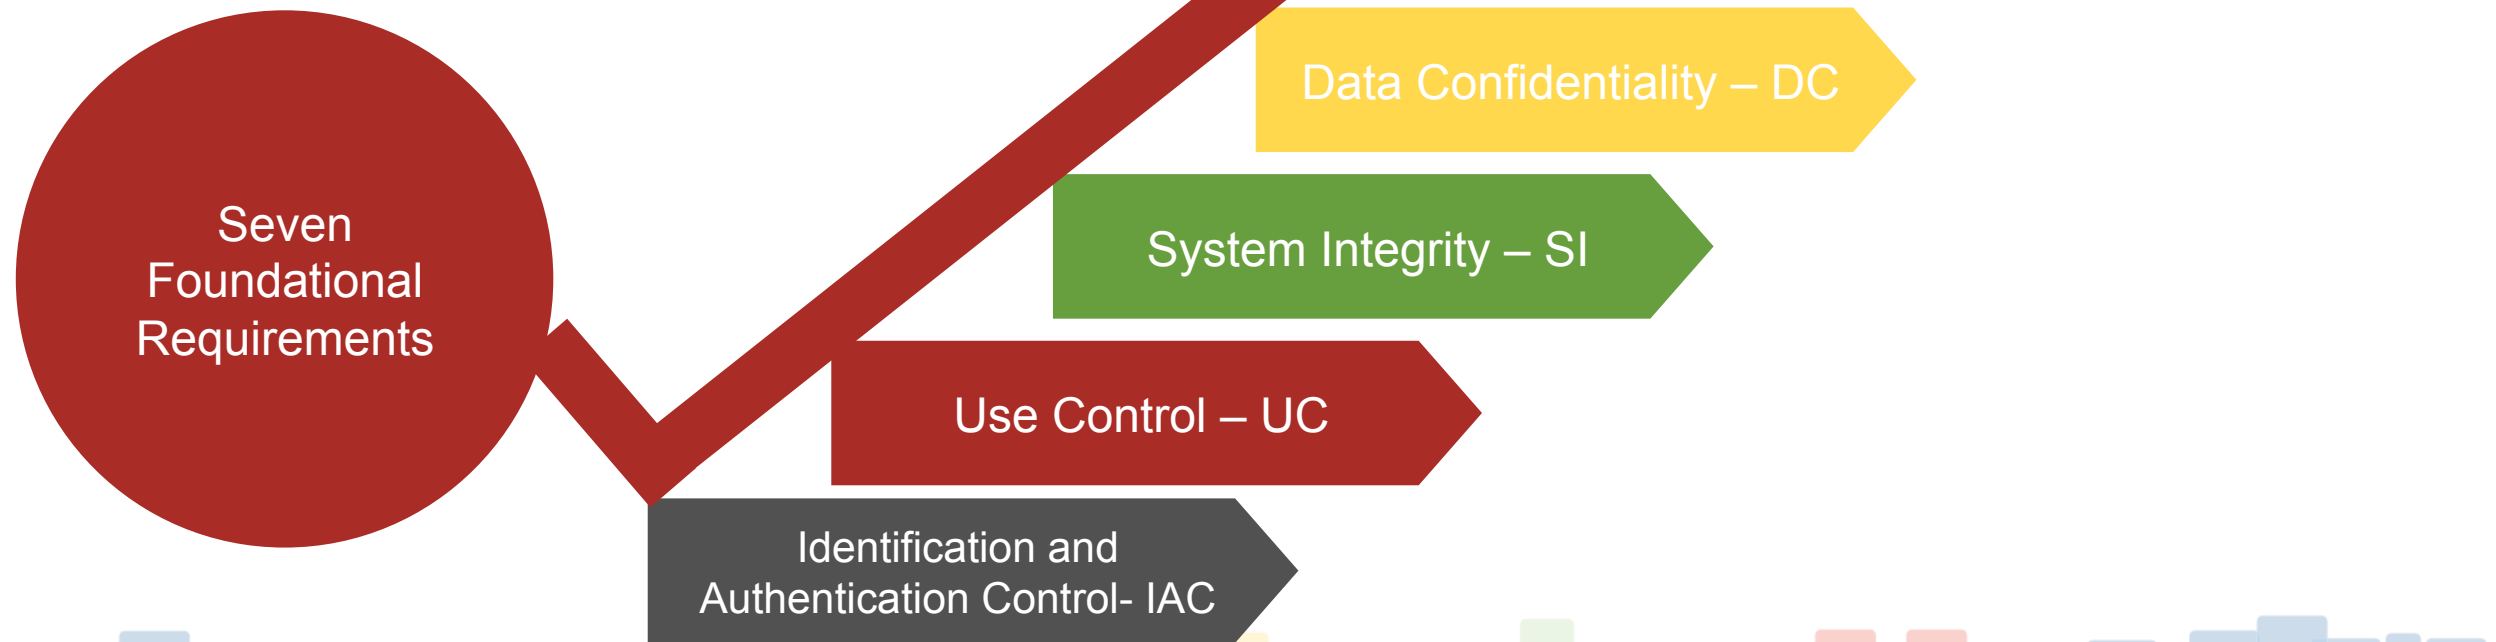 Seven
Foundational
Requirements
Data Confidentiality – DC
System Integrity – SI
Use Control – UC
Identification and
Authentication Control- IAC